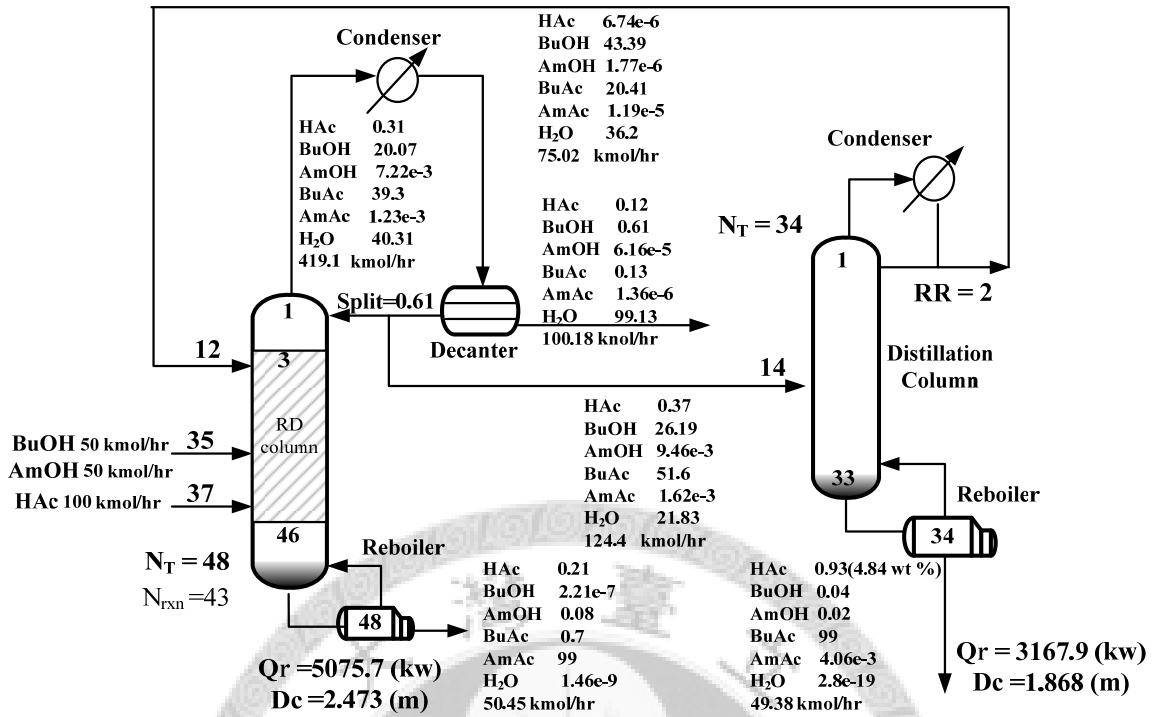 Condenser
HAc 0.31
BuOH 20.07
AmOH 7.22e-3
BuAc 39.3
AmAc 1.23e-3
H₂O 40.31
419.1 kmol/hr
HAc 6.74e-6
BuOH 43.39
AmOH 1.77e-6
BuAc 20.41
AmAc 1.19e-5
H₂O 36.2
75.02 kmol/hr
HAc 0.12
BuOH 0.61
AmOH 6.16e-5
BuAc 0.13
AmAc 1.36e-6
H₂O 99.13
100.18 knol/hr
Condenser
N_T = 34
1
RR = 2
Split=0.61
Decanter
1
3
12
14
Distillation
Column
RD
column
BuOH 50 kmol/hr
35
AmOH 50 kmol/hr
HAc 100 kmol/hr
37
HAc 0.37
BuOH 26.19
AmOH 9.46e-3
BuAc 51.6
AmAc 1.62e-3
H₂O 21.83
124.4 kmol/hr
33
Reboiler
34
46
N_T = 48
N_rxn =43
Reboiler
48
Qr =5075.7 (kw)
Dc =2.473 (m)
HAc 0.21
BuOH 2.21e-7
AmOH 0.08
BuAc 0.7
AmAc 99
H₂O 1.46e-9
50.45 kmol/hr
HAc 0.93(4.84 wt %)
BuOH 0.04
AmOH 0.02
BuAc 99
AmAc 4.06e-3
H₂O 2.8e-19
49.38 kmol/hr
Qr = 3167.9 (kw)
Dc =1.868 (m)